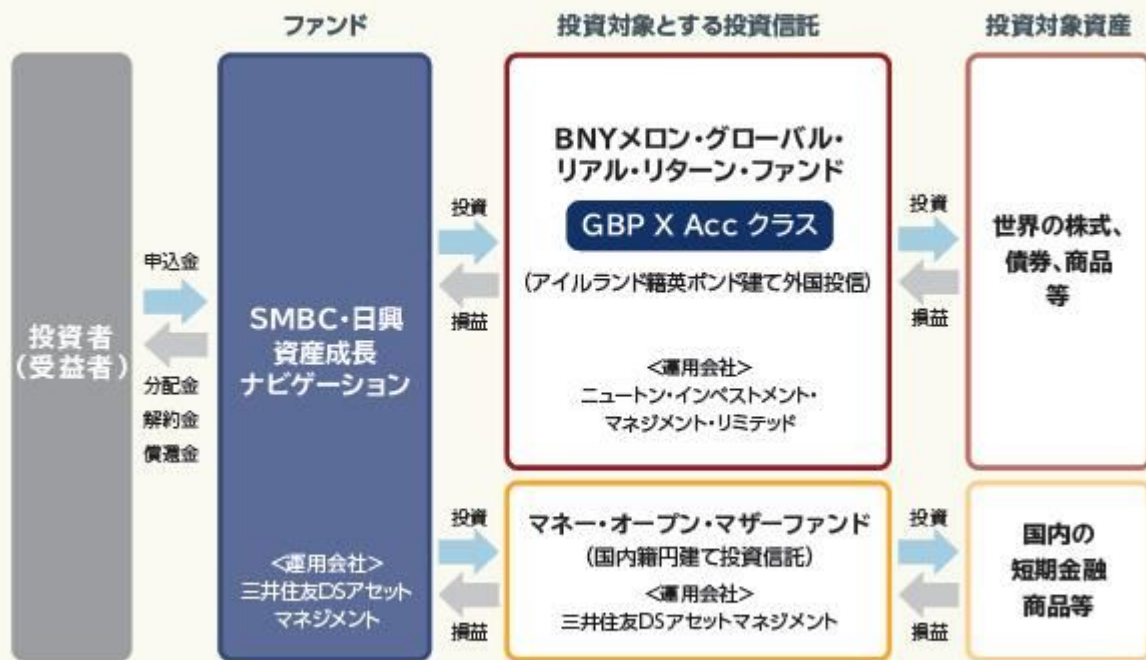 ファンド
投資対象とする投資信託
投資対象資産
投資者
(受益者)
申込金
分配金
解約金
償還金
SMBC・日興
資産成長
ナビゲーション
<運用会社>
三井住友DSアセット
マネジメント
投資
損益
BNYメロン・グローバル・
リアル・リターン・ファンド
GBP X Acc クラス
(アイルランド籍英ポンド建て外国投信)
<運用会社>
ニュートン・インベストメント・
マネジメント・リミテッド
投資
損益
世界の株式、
債券、商品
等
投資
損益
マネー・オープン・マザーファンド
(国内籍円建て投資信託)
<運用会社>
三井住友DSアセットマネジメント
投資
損益
国内の
短期金融
商品等